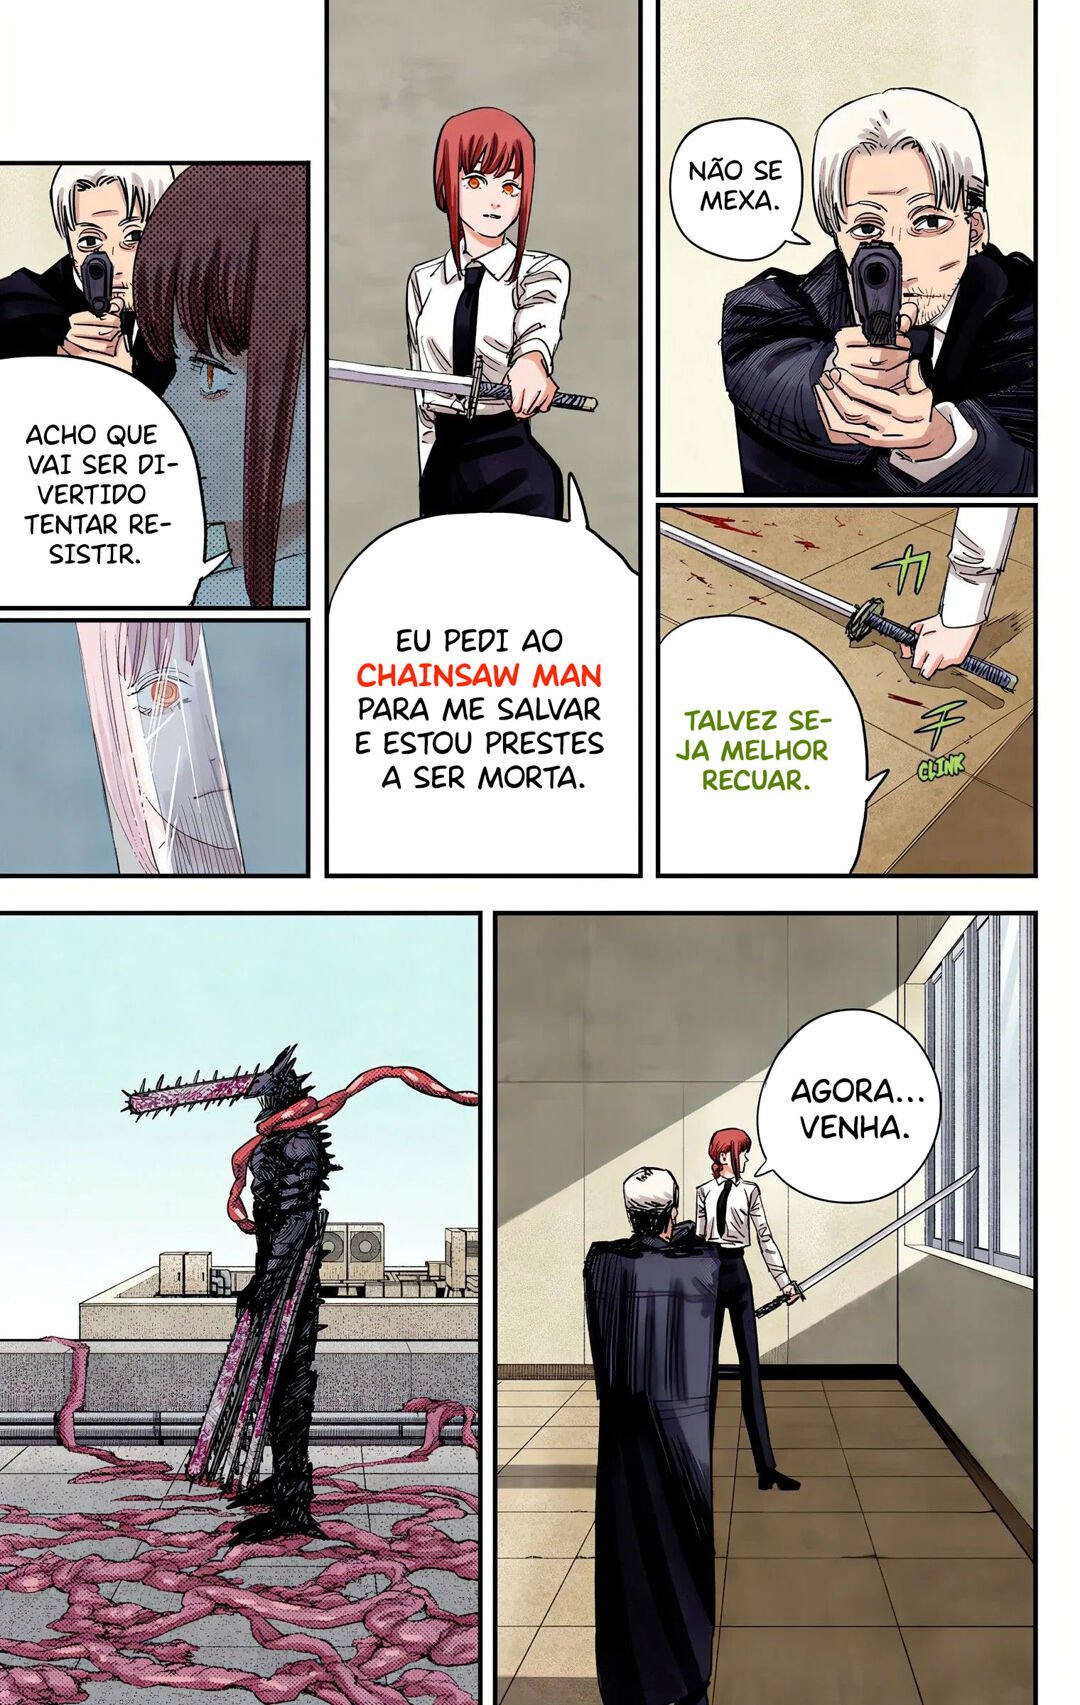 NÃO SE
MEXA.
カ
チ
CLINK
TALVEZ SE-
JA MELHOR
RECUAR.
EU PEDI AO
CHAINSAW MAN
PARA ME SALVAR
E ESTOU PRESTES
A SER MORTA.
ACHO QUE
VAI SER DI-
VERTIDO
TENTAR RE-
SISTIR.
AGORA...
VENHA.